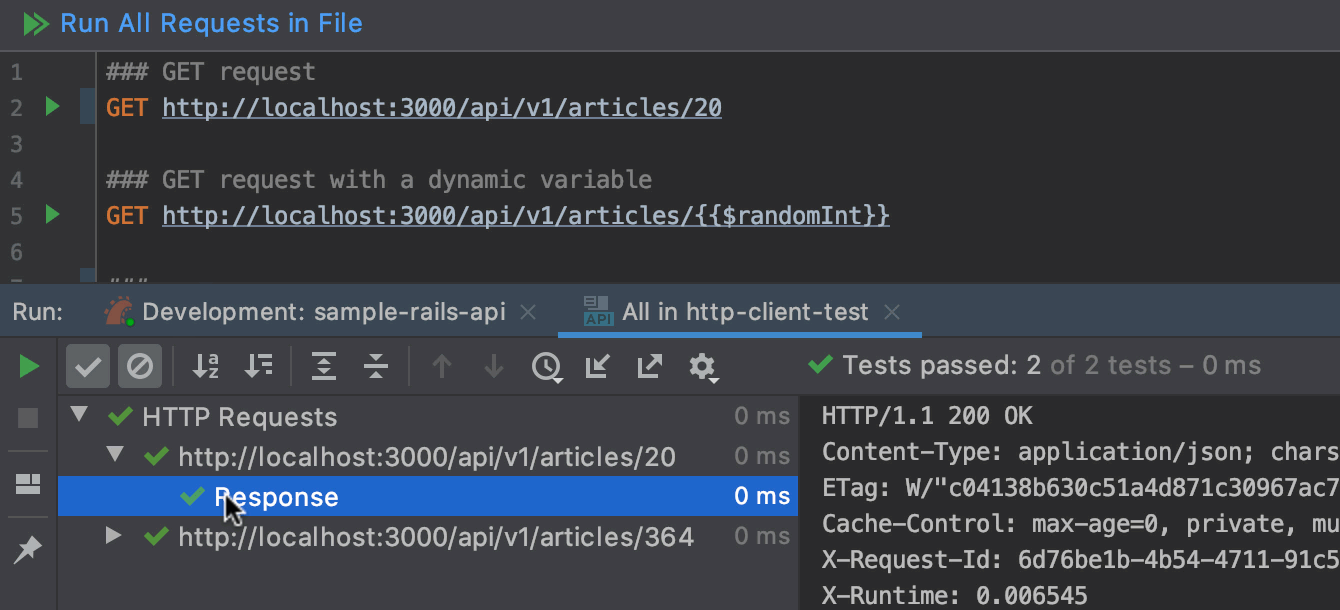 Run All Requests in File
1 ### GET request
2 GET http://localhost:3000/api/v1/articles/20
3
4 ### GET request with a dynamic variable
5 GET http://localhost:3000/api/v1/articles/{{$randomInt}}
6
###
Run: Development: sample-rails-api All in http-client-test
Tests passed: 2 of 2 tests – 0 ms
HTTP Requests 0 ms
http://localhost:3000/api/v1/articles/20 0 ms
Response 0 ms
http://localhost:3000/api/v1/articles/364 0 ms
HTTP/1.1 200 OK
Content-Type: application/json; chars
ETag: W/"c04138b630c51a4d871c30967ac7
Cache-Control: max-age=0, private, mu
X-Request-Id: 6d76be1b-4b54-4711-91c5
X-Runtime: 0.006545